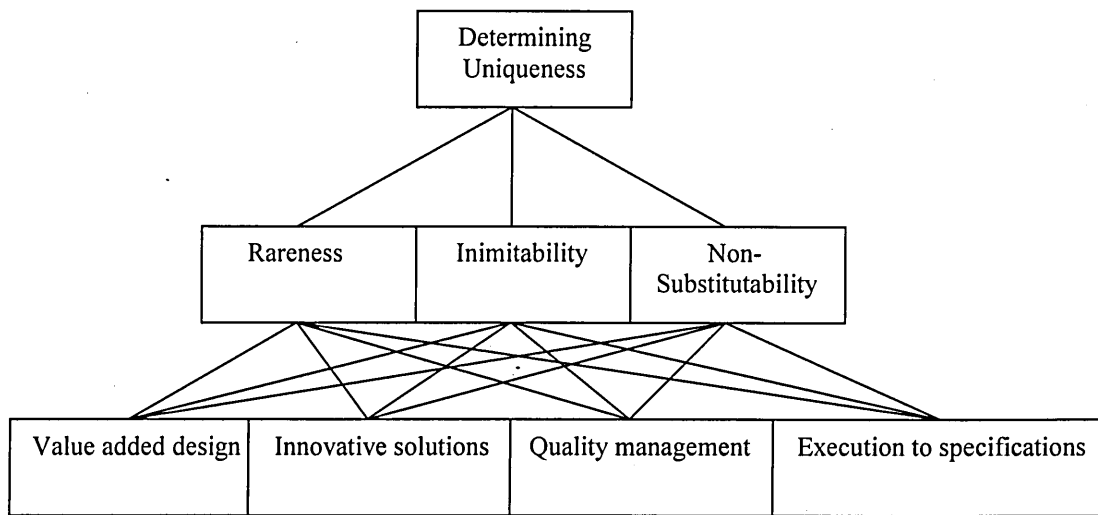 Determining
Uniqueness
Rareness
Inimitability
Non-
Substitutability
Value added design
Innovative solutions
Quality management
Execution to specifications